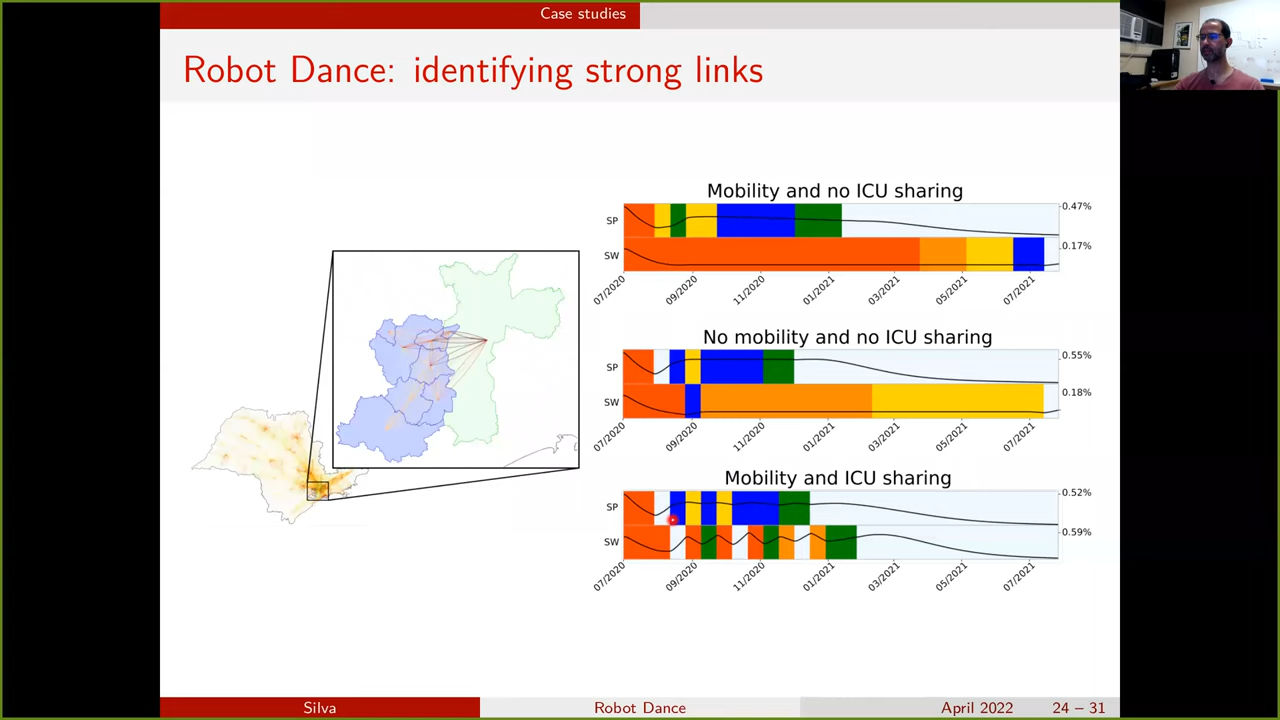 Case studies
Robot Dance: identifying strong links
Mobility and no ICU sharing
SP
0.47%
SW
0.17%
07/2020 09/2020 11/2020 01/2021 03/2021 05/2021 07/2021
No mobility and no ICU sharing
SP
0.55%
SW
0.18%
07/2020 09/2020 11/2020 01/2021 03/2021 05/2021 07/2021
Mobility and ICU sharing
SP
0.52%
SW
0.59%
07/2020 09/2020 11/2020 01/2021 03/2021 05/2021 07/2021
Silva Robot Dance April 2022 24 – 31